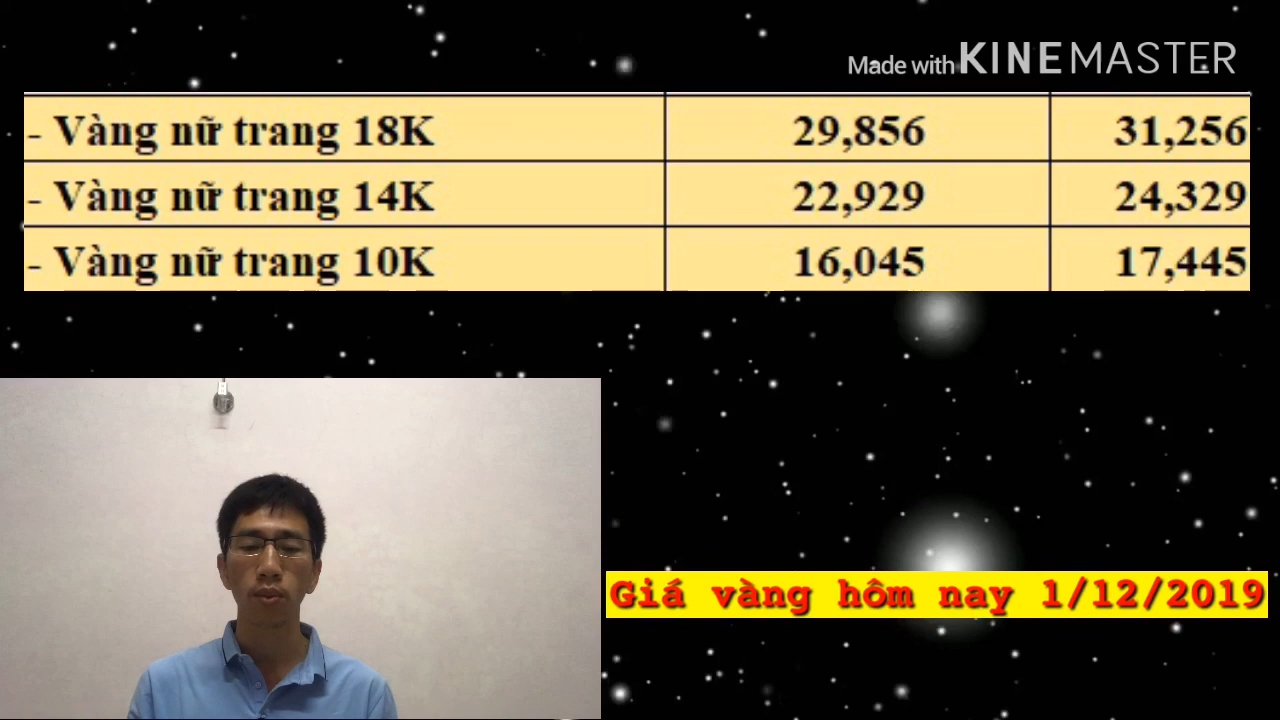 Made with KINEMASTER
- Vàng nữ trang 18K 29,856 31,256
- Vàng nữ trang 14K 22,929 24,329
- Vàng nữ trang 10K 16,045 17,445
Giá vàng hôm nay 1/12/2019